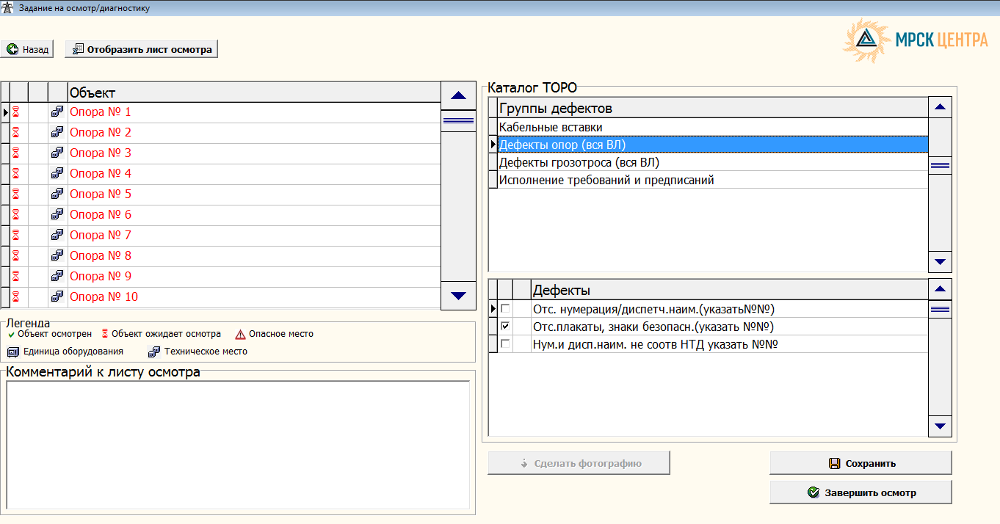 Задание на осмотр/диагностику
МРСК ЦЕНТРА
Назад
Отобразить лист осмотра
Объект
Опора № 1
Опора № 2
Опора № 3
Опора № 4
Опора № 5
Опора № 6
Опора № 7
Опора № 8
Опора № 9
Опора № 10
Легенда
Объект осмотрен
Объект ожидает осмотра
Опасное место
Единица оборудования
Техническое место
Комментарий к листу осмотра
Каталог ТОРО
Группы дефектов
Кабельные вставки
Дефекты опор (вся ВЛ)
Дефекты грозотроса (вся ВЛ)
Исполнение требований и предписаний
Дефекты
Отс. нумерация/диспетч.наим.(указать№№)
Отс.плакаты, знаки безопасн.(указать №№)
Нум.и дисп.наим. не соотв НТД указать №№
Сделать фотографию
Сохранить
Завершить осмотр